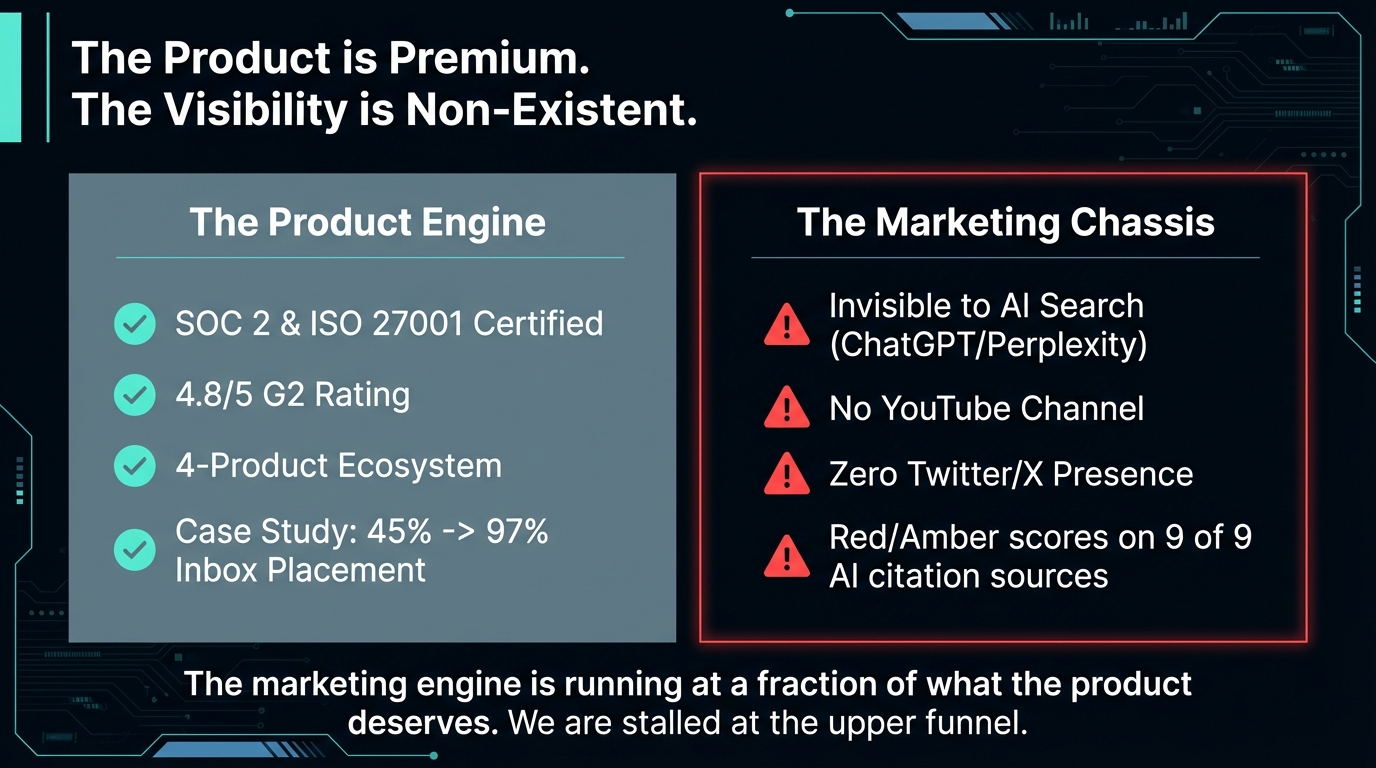 The Product is Premium.
The Visibility is Non-Existent.
The Product Engine
SOC 2 & ISO 27001 Certified
4.8/5 G2 Rating
4-Product Ecosystem
Case Study: 45% -> 97%
Inbox Placement
The Marketing Chassis
Invisible to AI Search
(ChatGPT/Perplexity)
No YouTube Channel
Zero Twitter/X Presence
Red/Amber scores on 9 of 9
AI citation sources
The marketing engine is running at a fraction of what the product
deserves. We are stalled at the upper funnel.